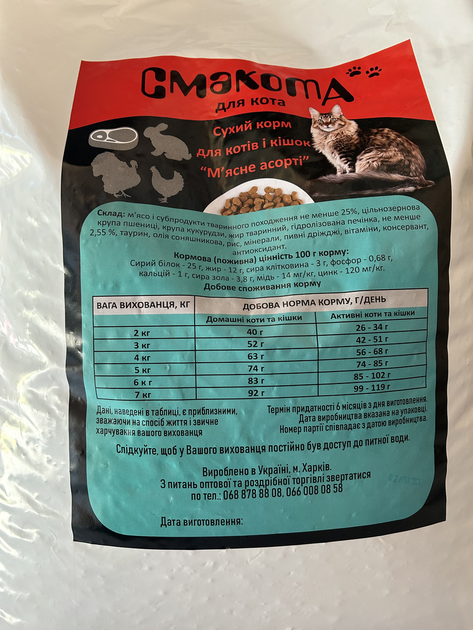 Смакота
для кота
Сухий корм
для котів і кішок
"М'ясне асорті"
Склад: м'ясо і субпродукти тваринного походження не менше 25%, цільнозернова
крупа пшениці, крупа кукурудзи, жир тваринний, гідролізована печінка, не менше
2,55 %, таурин, олія соняшникова, рис, мінерали, пивні дріжджі, вітаміни, консервант,
антиоксидант.
Кормова (поживна) цінність 100 г корму:
Сирий білок - 25 г, жир - 12 г, сира клітковина - 3 г, фосфор - 0,68 г,
кальцій - 1 г, сира зола - 3,8 г, мідь - 14 мг/кг, цинк - 120 мг/кг.
Добове споживання корму
ВАГА ВИХОВАНЦЯ, КГ ДОБОВА НОРМА КОРМУ, Г/ДЕНЬ
Домашні коти та кішки Активні коти та кішки
2 кг 40 г 26 - 34 г
3 кг 52 г 42 - 51 г
4 кг 63 г 56 - 68 г
5 кг 74 г 74 - 85 г
6 кг 83 г 85 - 102 г
7 кг 92 г 99 - 119 г
Дані, наведені в таблиці, є приблизними,
зважаючи на спосіб життя і звичне
харчування вашого вихованця
Термін придатності 6 місяців з дня виготовлення.
Дата виробництва вказана на упаковці.
Номер партії співпадає з датою виробництва.
Слідкуйте, щоб у Вашого вихованця постійно був доступ до питної води.
Вироблено в Україні, м. Харків.
З питань оптової та роздрібної торгівлі звертатися
по тел.: 068 878 88 08, 066 008 08 58
Дата виготовлення: